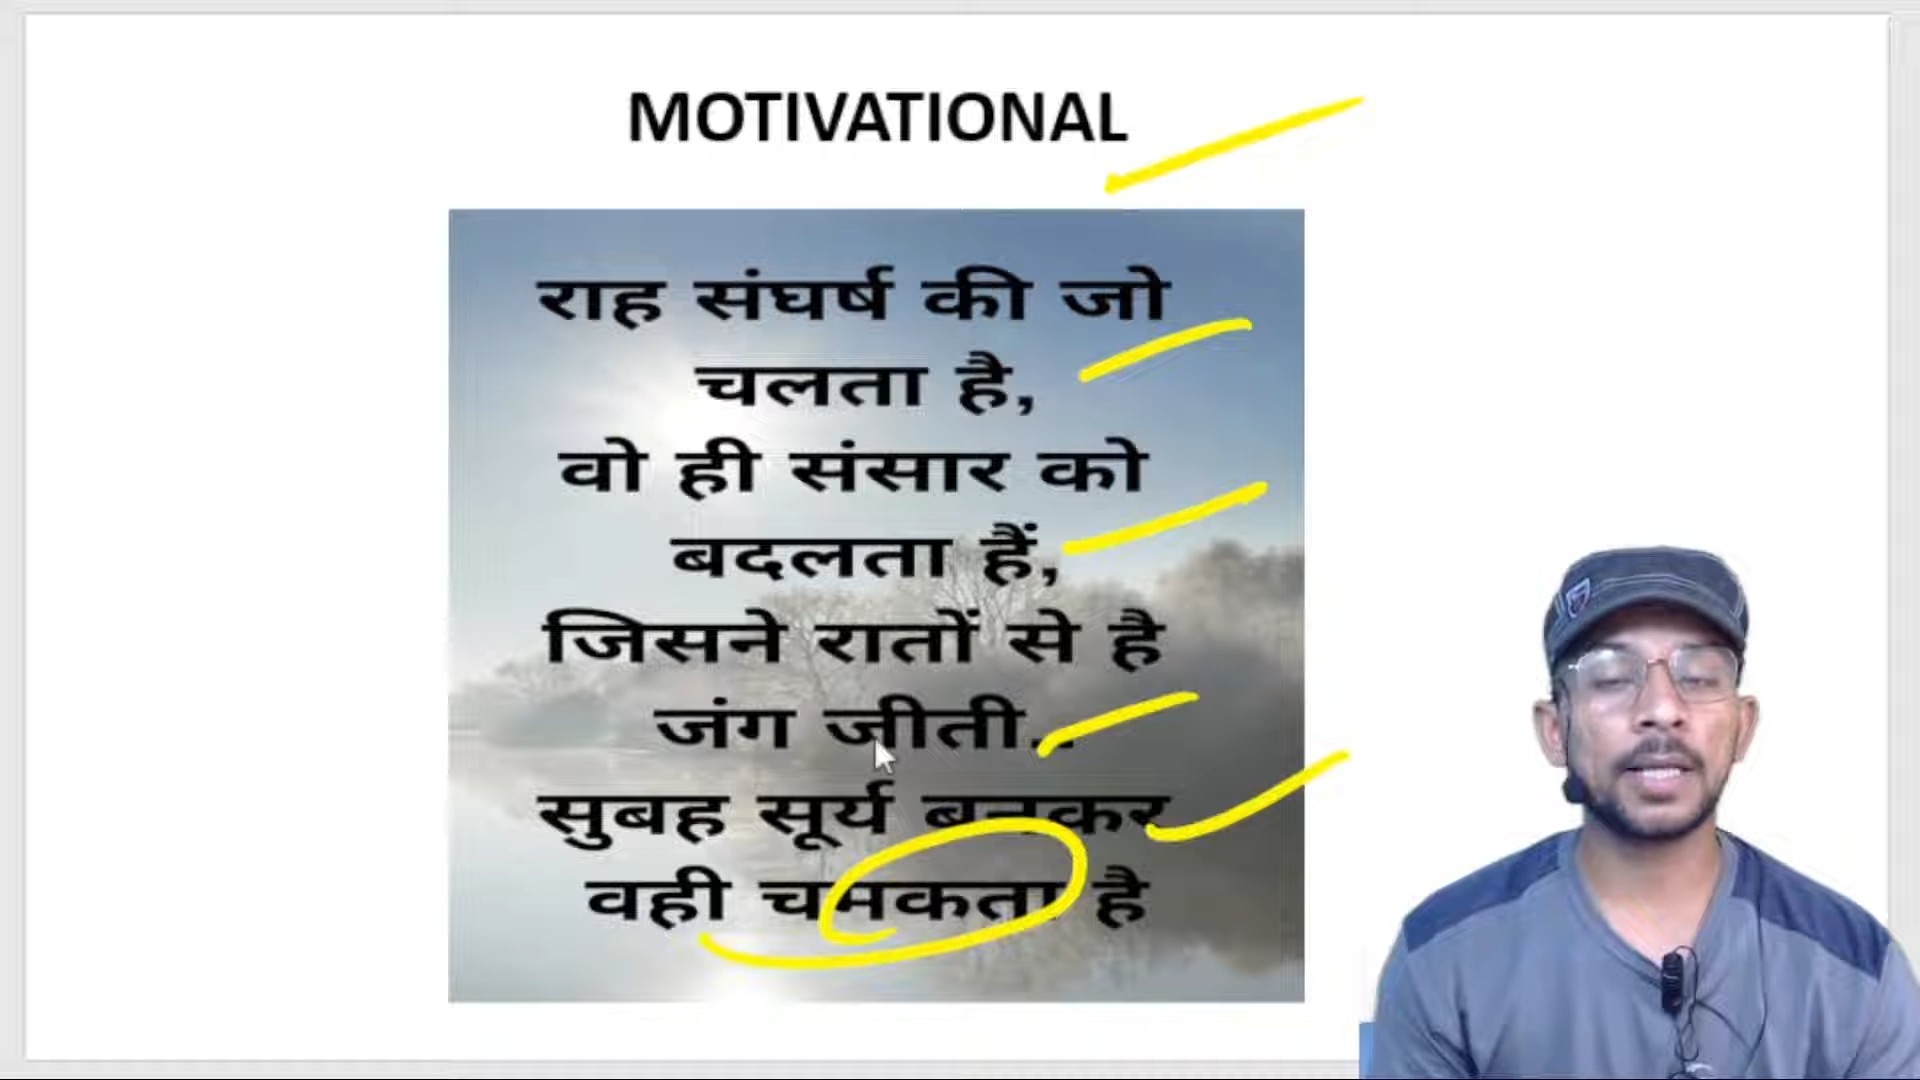 MOTIVATIONAL
राह संघर्ष की जो
चलता है,
वो ही संसार को
बदलता हैं,
जिसने रातों से है
जंग जीती..
सुबह सूर्य बनकर
वही चमकता है